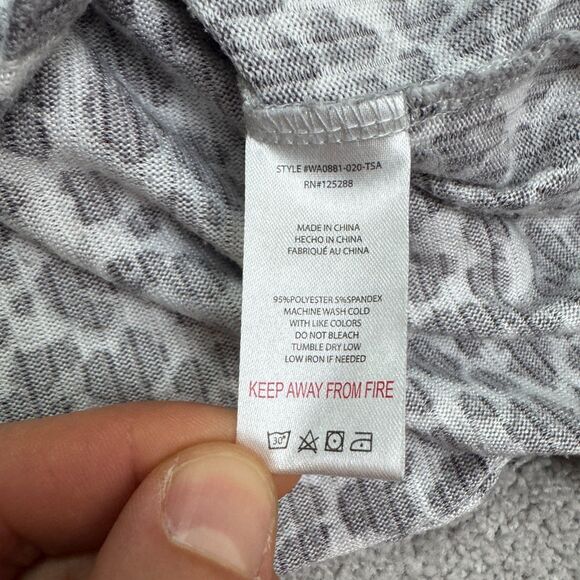 STYLE #WA0881-020-TSA
RN#125288
MADE IN CHINA
HECHO IN CHINA
FABRIQUÉ AU CHINA
95%POLYESTER 5%SPANDEX
MACHINE WASH COLD
WITH LIKE COLORS
DO NOT BLEACH
TUMBLE DRY LOW
LOW IRON IF NEEDED
KEEP AWAY FROM FIRE
30°